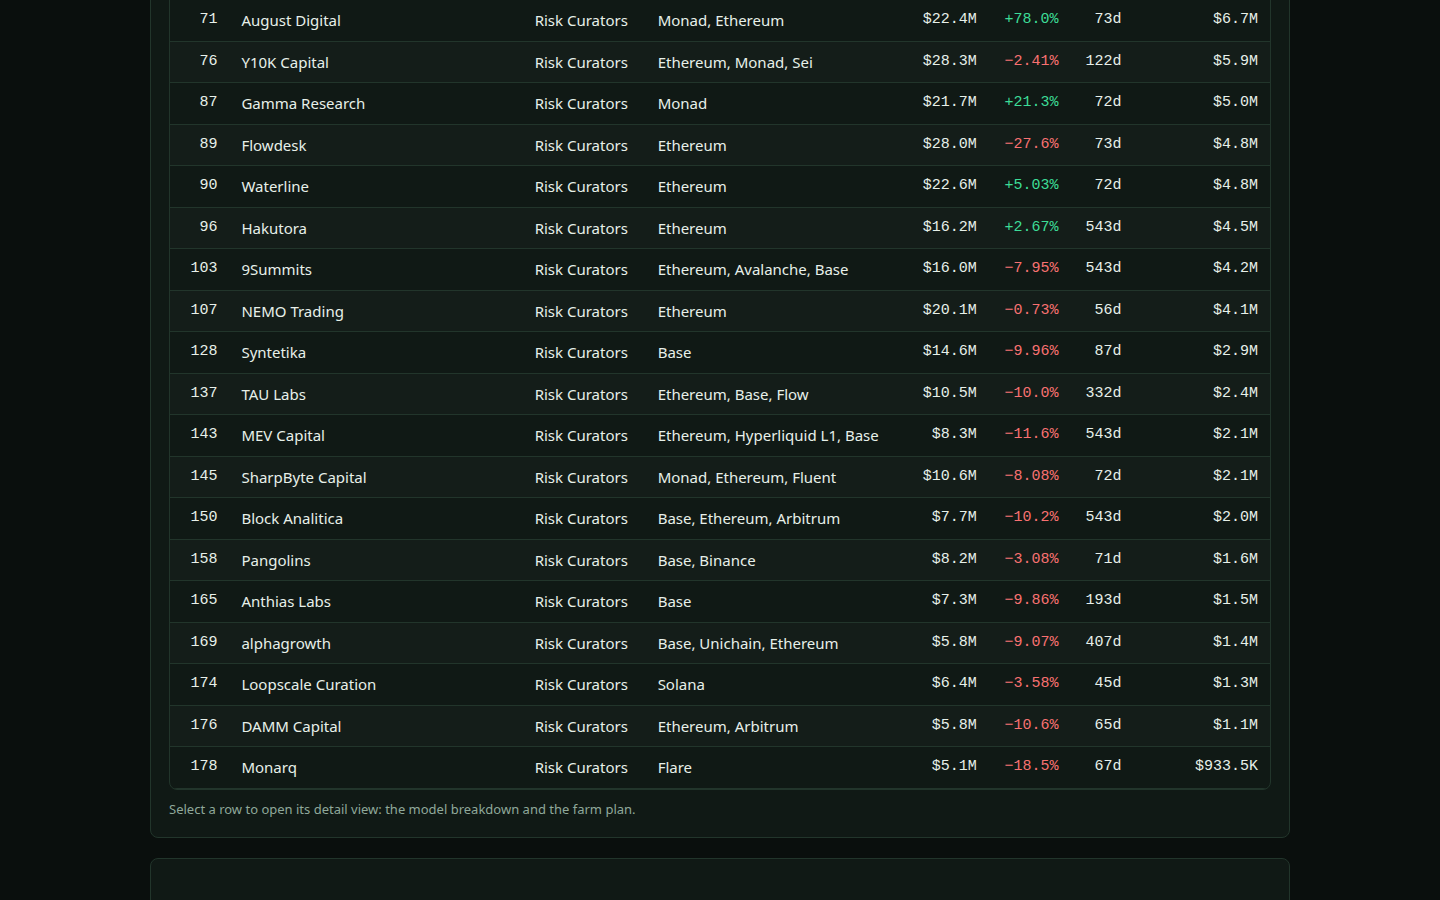 71 August Digital Risk Curators Monad, Ethereum $22.4M +78.0% 73d $6.7M
76 Y10K Capital Risk Curators Ethereum, Monad, Sei $28.3M −2.41% 122d $5.9M
87 Gamma Research Risk Curators Monad $21.7M +21.3% 72d $5.0M
89 Flowdesk Risk Curators Ethereum $28.0M −27.6% 73d $4.8M
90 Waterline Risk Curators Ethereum $22.6M +5.03% 72d $4.8M
96 Hakutora Risk Curators Ethereum $16.2M +2.67% 543d $4.5M
103 9Summits Risk Curators Ethereum, Avalanche, Base $16.0M −7.95% 543d $4.2M
107 NEMO Trading Risk Curators Ethereum $20.1M −0.73% 56d $4.1M
128 Syntetika Risk Curators Base $14.6M −9.96% 87d $2.9M
137 TAU Labs Risk Curators Ethereum, Base, Flow $10.5M −10.0% 332d $2.4M
143 MEV Capital Risk Curators Ethereum, Hyperliquid L1, Base $8.3M −11.6% 543d $2.1M
145 SharpByte Capital Risk Curators Monad, Ethereum, Fluent $10.6M −8.08% 72d $2.1M
150 Block Analitica Risk Curators Base, Ethereum, Arbitrum $7.7M −10.2% 543d $2.0M
158 Pangolins Risk Curators Base, Binance $8.2M −3.08% 71d $1.6M
165 Anthias Labs Risk Curators Base $7.3M −9.86% 193d $1.5M
169 alphagrowth Risk Curators Base, Unichain, Ethereum $5.8M −9.07% 407d $1.4M
174 Loopscale Curation Risk Curators Solana $6.4M −3.58% 45d $1.3M
176 DAMM Capital Risk Curators Ethereum, Arbitrum $5.8M −10.6% 65d $1.1M
178 Monarq Risk Curators Flare $5.1M −18.5% 67d $933.5K
Select a row to open its detail view: the model breakdown and the farm plan.